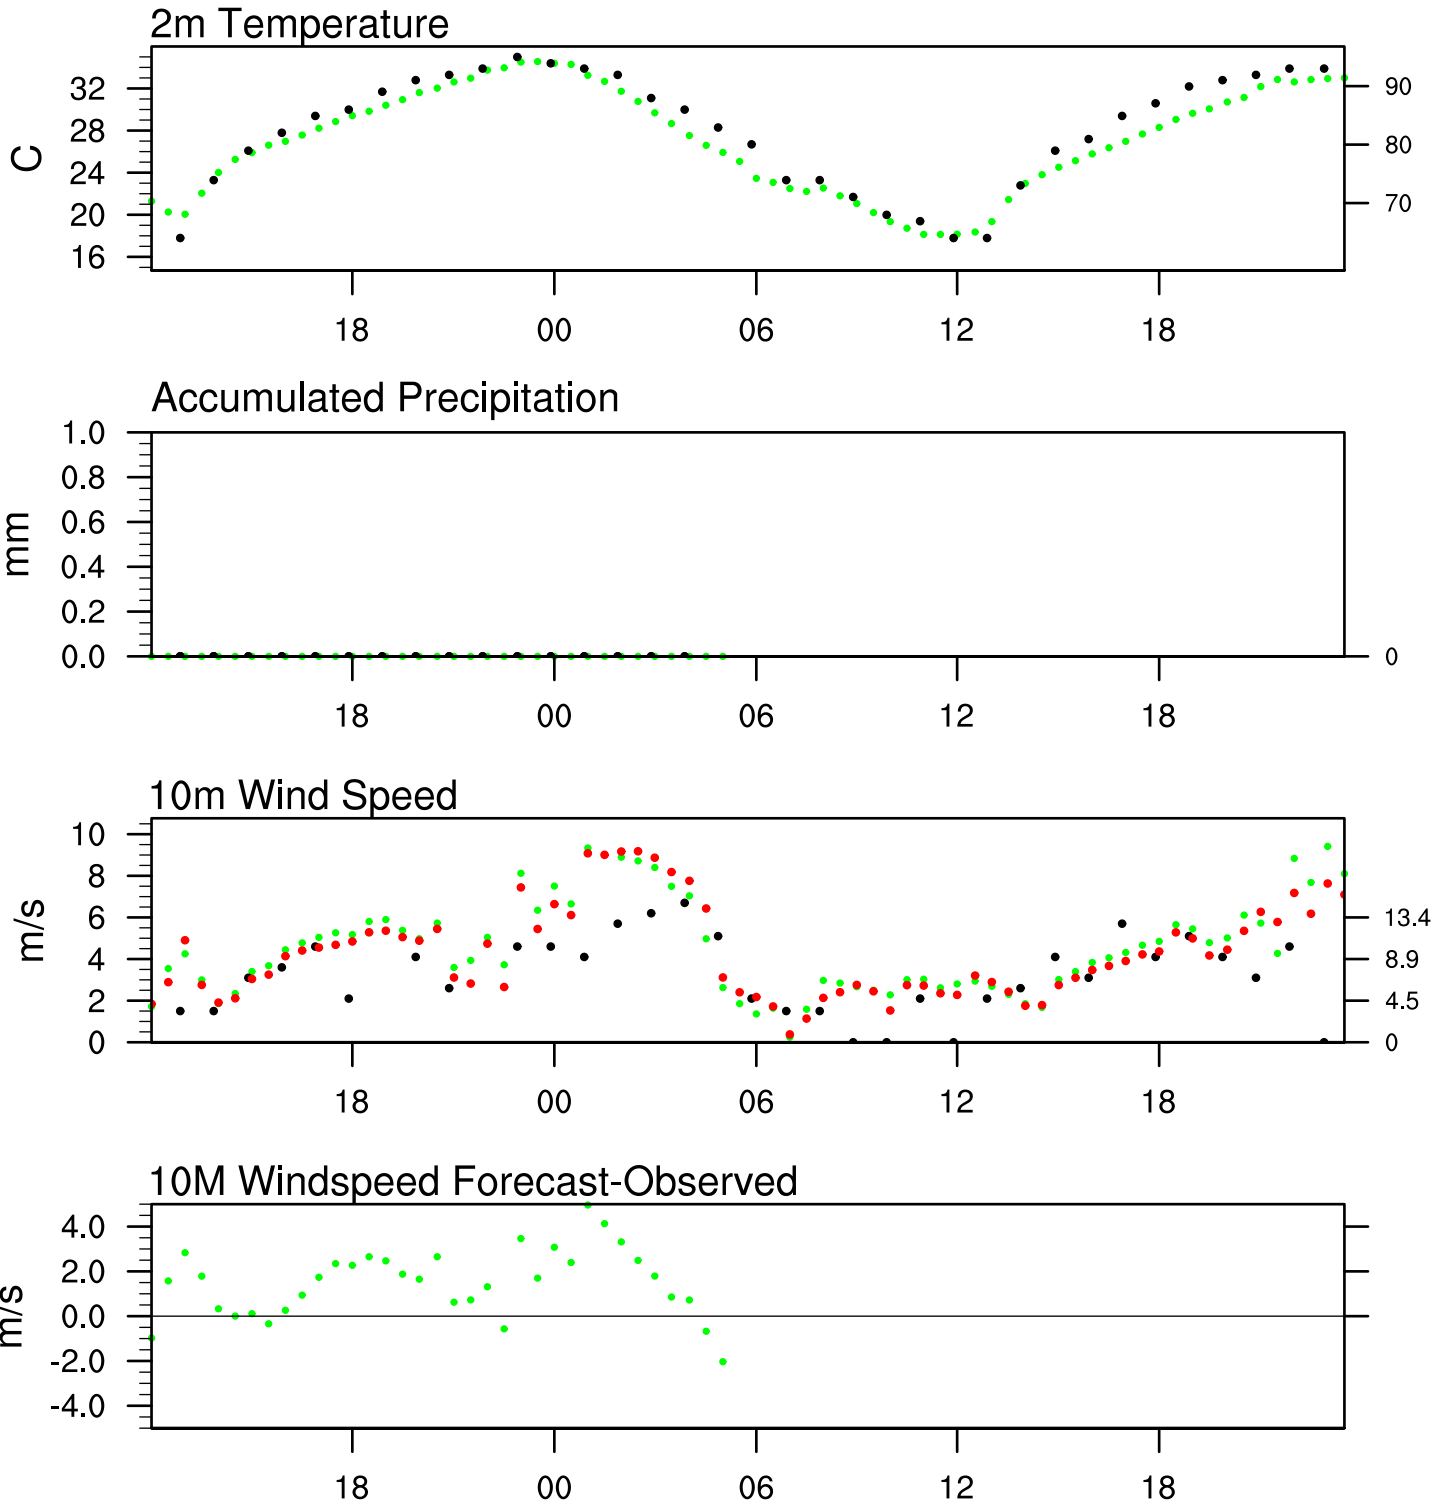 2m Temperature
C
32
28
24
20
16
90
80
70
18 00 06 12 18
Accumulated Precipitation
mm
1.0
0.8
0.6
0.4
0.2
0.0
0
18 00 06 12 18
10m Wind Speed
m/s
10
8
6
4
2
0
13.4
8.9
4.5
0
18 00 06 12 18
10M Windspeed Forecast-Observed
m/s
4.0
2.0
0.0
-2.0
-4.0
18 00 06 12 18